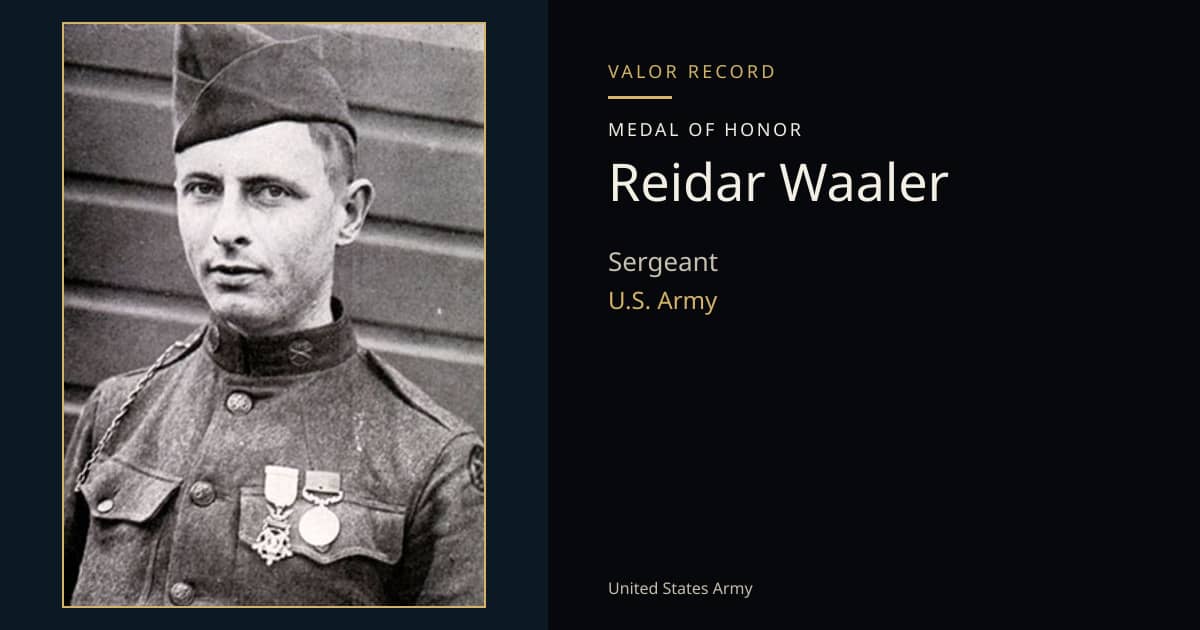 VALOR RECORD
MEDAL OF HONOR
Reidar Waaler
Sergeant
U.S. Army
United States Army